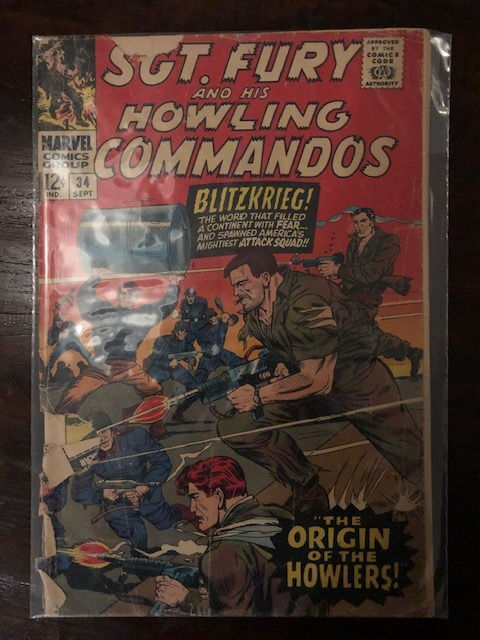 SGT. FURY
AND HIS
HOWLING
COMMANDOS
APPROVED
BY THE
COMICS
CODE
CA
AUTHORITY
MARVEL
COMICS
GROUP
12¢
IND.
34
SEPT
BLITZKRIEG!
THE WORD THAT FILLED
A CONTINENT WITH FEAR...
AND SPAWNED AMERICA'S
MIGHTIEST ATTACK SQUAD!!
"THE
ORIGIN
OF THE
HOWLERS!